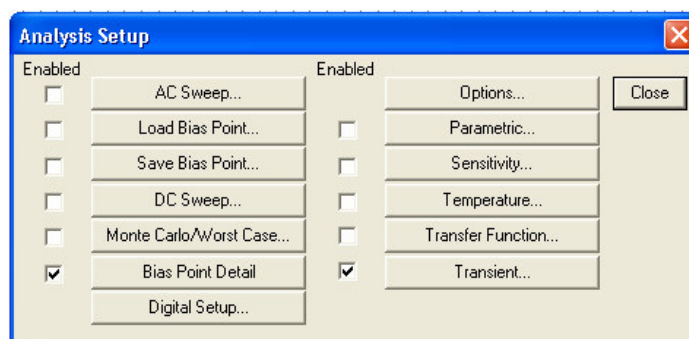 Analysis Setup
Enabled Enabled
AC Sweep... Options... Close
Load Bias Point... Parametric...
Save Bias Point... Sensitivity...
DC Sweep... Temperature...
Monte Carlo/Worst Case... Transfer Function...
Bias Point Detail Transient...
Digital Setup...